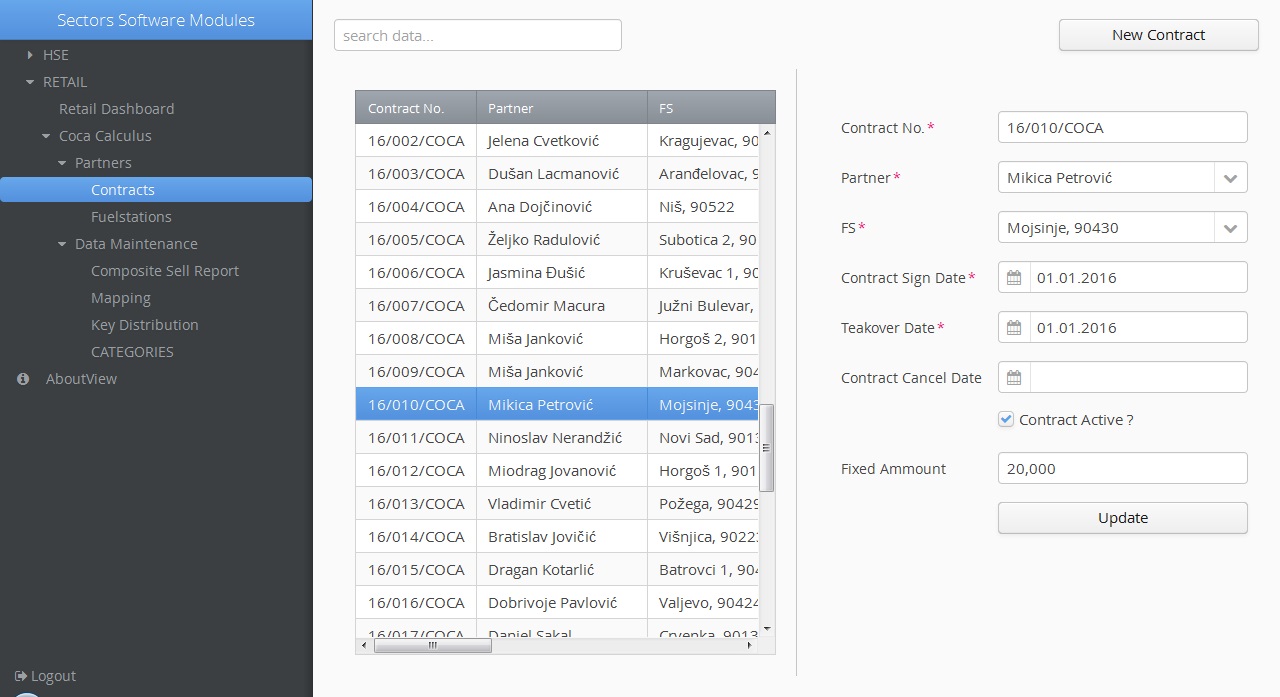 Sectors Software Modules
HSE
RETAIL
Retail Dashboard
Coca Calculus
Partners
Contracts
Fuelstations
Data Maintenance
Composite Sell Report
Mapping
Key Distribution
CATEGORIES
AboutView
Logout
search data...
New Contract
Contract No. Partner FS
16/002/COCA Jelena Cvetković Kragujevac, 90
16/003/COCA Dušan Lacmanović Aranđelovac, 9
16/004/COCA Ana Dojčinović Niš, 90522
16/005/COCA Željko Radulović Subotica 2, 90
16/006/COCA Jasmina Đušić Kruševac 1, 90
16/007/COCA Čedomir Macura Južni Bulevar,
16/008/COCA Miša Janković Horgoš 2, 901
16/009/COCA Miša Janković Markovac, 904
16/010/COCA Mikica Petrović Mojsinje, 9043
16/011/COCA Ninoslav Nerandžić Novi Sad, 9013
16/012/COCA Miodrag Jovanović Horgoš 1, 901
16/013/COCA Vladimir Cvetić Požega, 90429
16/014/COCA Bratislav Jovičić Višnjica, 9022
16/015/COCA Dragan Kotarlić Batrovci 1, 904
16/016/COCA Dobrivoje Pavlović Valjevo, 90424
16/017/COCA Daniel Sakal Crvenka, 9013
Contract No.* 16/010/COCA
Partner* Mikica Petrović
FS* Mojsinje, 90430
Contract Sign Date* 01.01.2016
Teakover Date* 01.01.2016
Contract Cancel Date
Contract Active ?
Fixed Ammount 20,000
Update